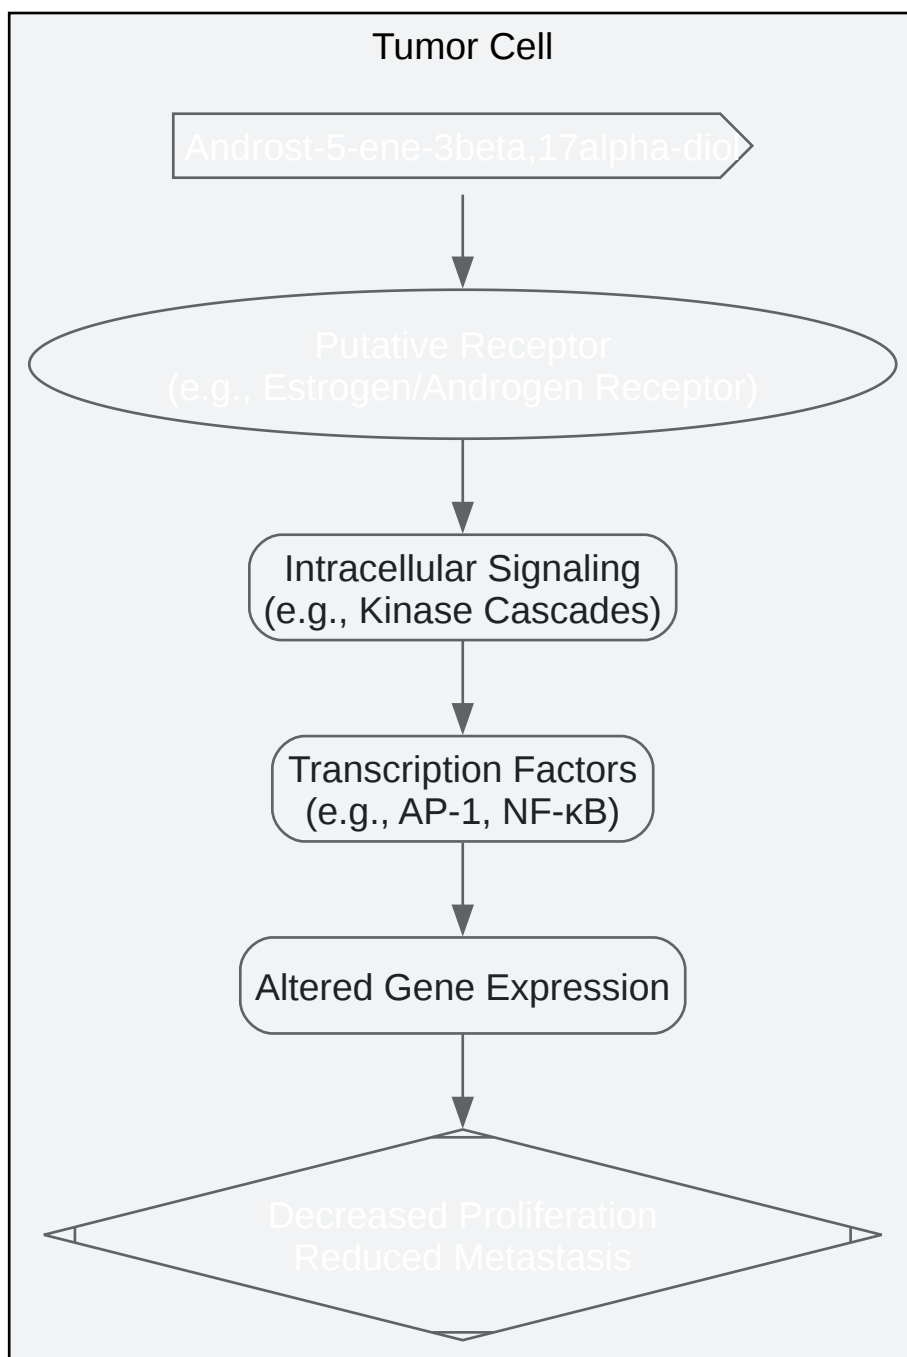 Tumor Cell
Androst-5-ene-3beta,17alpha-diol
Putative Receptor
(e.g., Estrogen/Androgen Receptor)
Intracellular Signaling
(e.g., Kinase Cascades)
Transcription Factors
(e.g., AP-1, NF-κB)
Altered Gene Expression
Decreased Proliferation
Reduced Metastasis